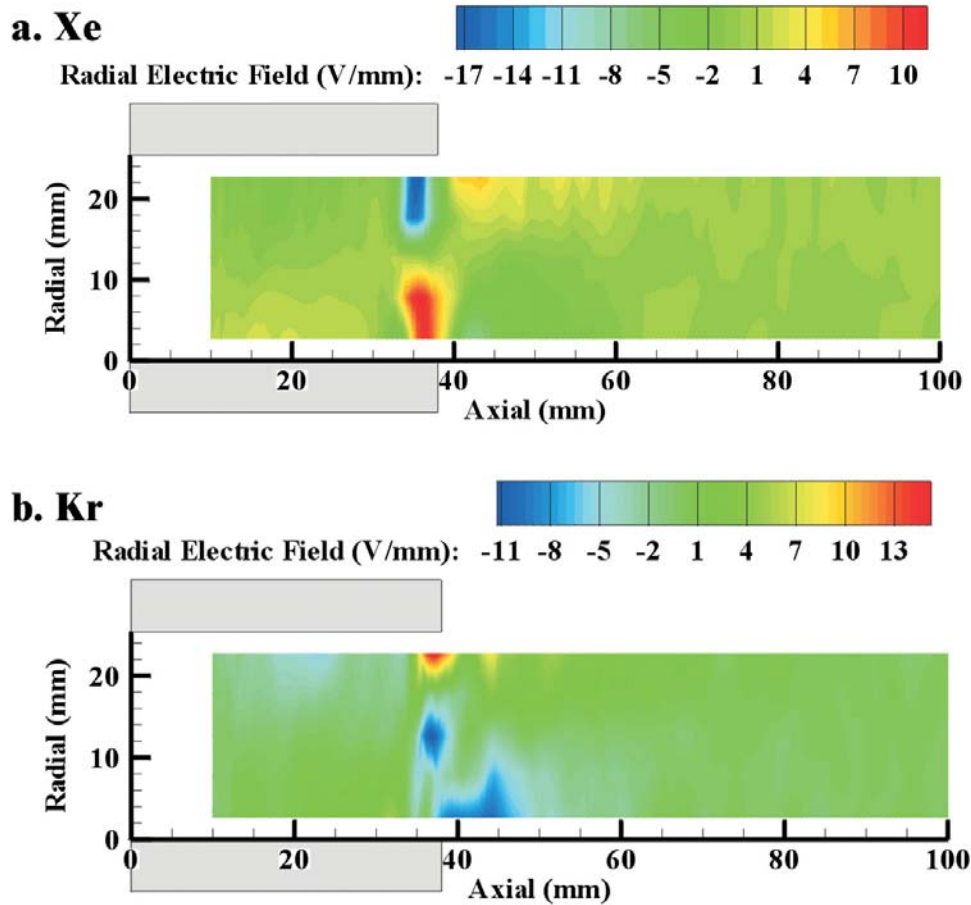 a. Xe
Radial Electric Field (V/mm): -17 -14 -11 -8 -5 -2 1 4 7 10
Radial (mm)
20
10
0
0 20 40 60 80 100
Axial (mm)
b. Kr
Radial Electric Field (V/mm): -11 -8 -5 -2 1 4 7 10 13
Radial (mm)
20
10
0
0 20 40 60 80 100
Axial (mm)